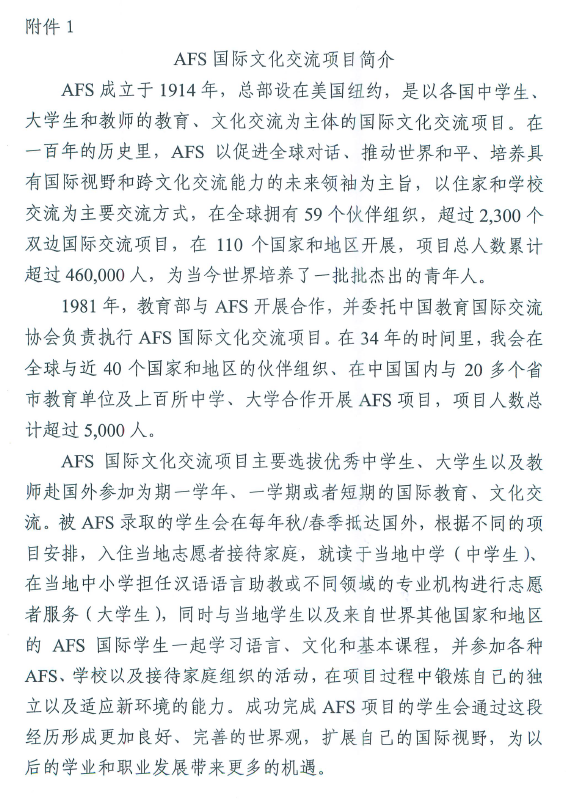 附件 1
AFS 国际文化交流项目简介
AFS 成立于 1914 年，总部设在美国纽约，是以各国中学生、
大学生和教师的教育、文化交流为主体的国际文化交流项目。在
一百年的历史里，AFS 以促进全球对话、推动世界和平、培养具
有国际视野和跨文化交流能力的未来领袖为主旨，以住家和学校
交流为主要交流方式，在全球拥有 59 个伙伴组织，超过 2,300 个
双边国际交流项目，在 110 个国家和地区开展，项目总人数累计
超过 460,000 人，为当今世界培养了一批批杰出的青年人。
1981 年，教育部与 AFS 开展合作，并委托中国教育国际交流
协会负责执行 AFS 国际文化交流项目。在 34 年的时间里，我会在
全球与近 40 个国家和地区的伙伴组织、在中国国内与 20 多个省
市教育单位及上百所中学、大学合作开展 AFS 项目，项目人数总
计超过 5,000 人。
AFS 国际文化交流项目主要选拔优秀中学生、大学生以及教
师赴国外参加为期一学年、一学期或者短期的国际教育、文化交
流。被 AFS 录取的学生会在每年秋/春季抵达国外，根据不同的项
目安排，入住当地志愿者接待家庭，就读于当地中学（中学生）、
在当地中小学担任汉语语言助教或不同领域的专业机构进行志愿
者服务（大学生），同时与当地学生以及来自世界其他国家和地区
的 AFS 国际学生一起学习语言、文化和基本课程，并参加各种
AFS、学校以及接待家庭组织的活动，在项目过程中锻炼自己的独
立以及适应新环境的能力。成功完成 AFS 项目的学生会通过这段
经历形成更加良好、完善的世界观，扩展自己的国际视野，为以
后的学业和职业发展带来更多的机遇。